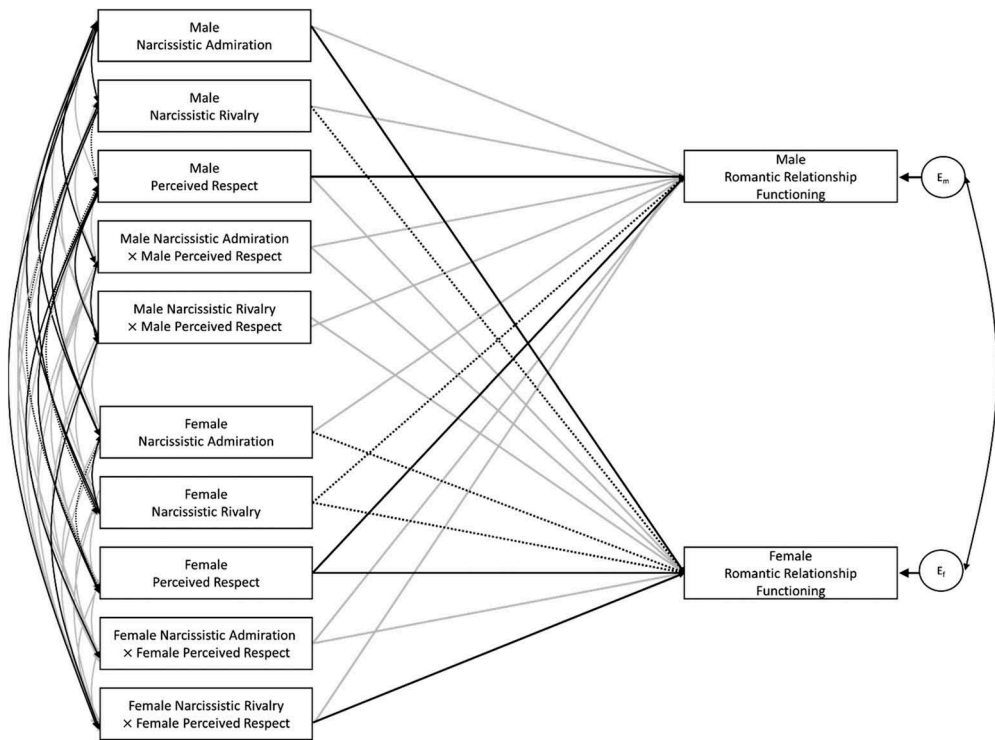 Male
Narcissistic Admiration
Male
Narcissistic Rivalry
Male
Perceived Respect
Male Narcissistic Admiration
× Male Perceived Respect
Male Narcissistic Rivalry
× Male Perceived Respect
Female
Narcissistic Admiration
Female
Narcissistic Rivalry
Female
Perceived Respect
Female Narcissistic Admiration
× Female Perceived Respect
Female Narcissistic Rivalry
× Female Perceived Respect
Male
Romantic Relationship
Functioning
Em
Female
Romantic Relationship
Functioning
Ef